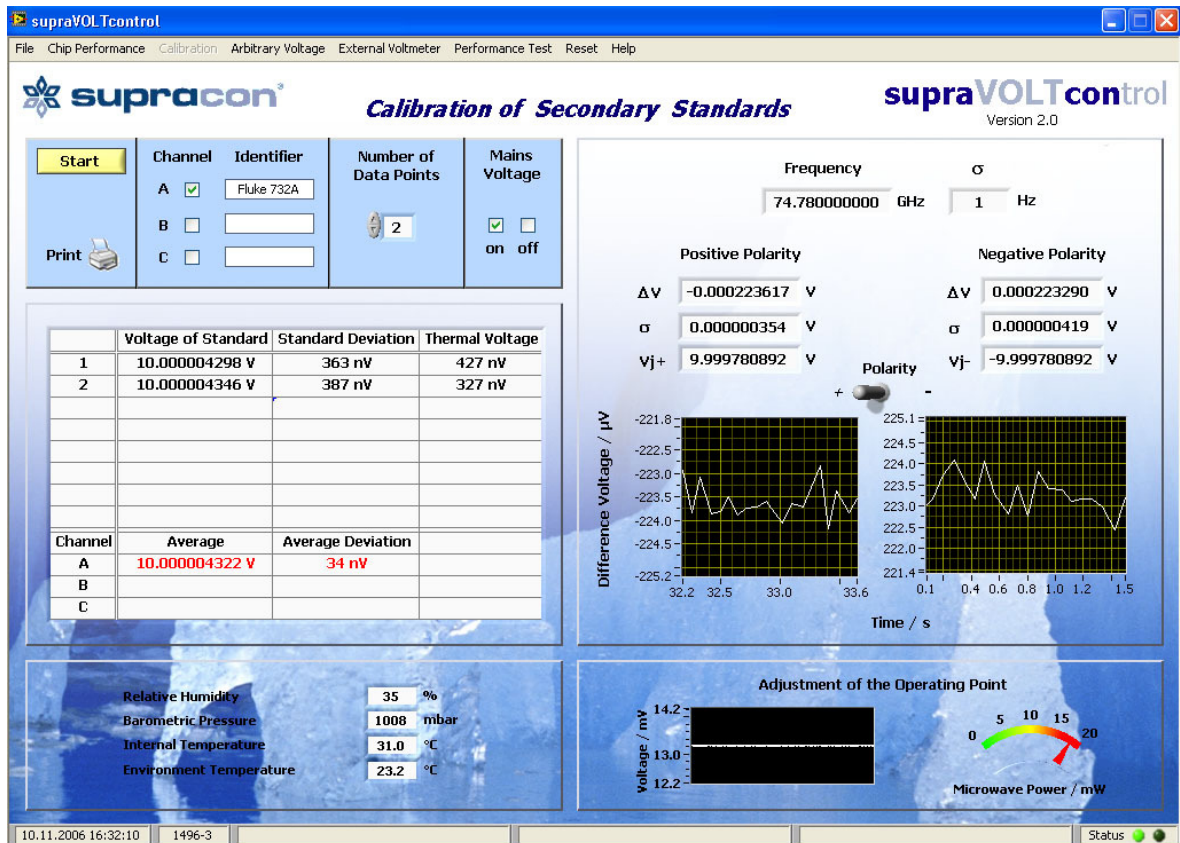 supraVOLTcontrol
File Chip Performance Calibration Arbitrary Voltage External Voltmeter Performance Test Reset Help
supracon
Calibration of Secondary Standards
supraVOLTcontrol
Version 2.0
Start
Print
Channel Identifier
A Fluke 732A
B
C
Number of
Data Points
2
Mains
Voltage
on off
Frequency σ
74.780000000 GHz 1 Hz
Positive Polarity
ΔV -0.000223617 V
σ 0.000000354 V
Vj+ 9.999780892 V
Negative Polarity
ΔV 0.000223290 V
σ 0.000000419 V
Vj- -9.999780892 V
Polarity
+ -
Voltage of Standard Standard Deviation Thermal Voltage
1 10.000004298 V 363 nV 427 nV
2 10.000004346 V 387 nV 327 nV
Channel Average Average Deviation
A 10.000004322 V 34 nV
B
C
Difference Voltage / µV
-221.8
-222.5
-223.0
-223.5
-224.0
-224.5
-225.2
32.2 32.5 33.0 33.6
225.1
224.5
224.0
223.5
223.0
222.5
222.0
221.4
0.1 0.4 0.6 0.8 1.0 1.2 1.5
Time / s
Relative Humidity 35 %
Barometric Pressure 1008 mbar
Internal Temperature 31.0 °C
Environment Temperature 23.2 °C
Adjustment of the Operating Point
Voltage / mV
14.2
13.0
12.2
0 5 10 15 20
Microwave Power / mW
10.11.2006 16:32:10 1496-3 Status